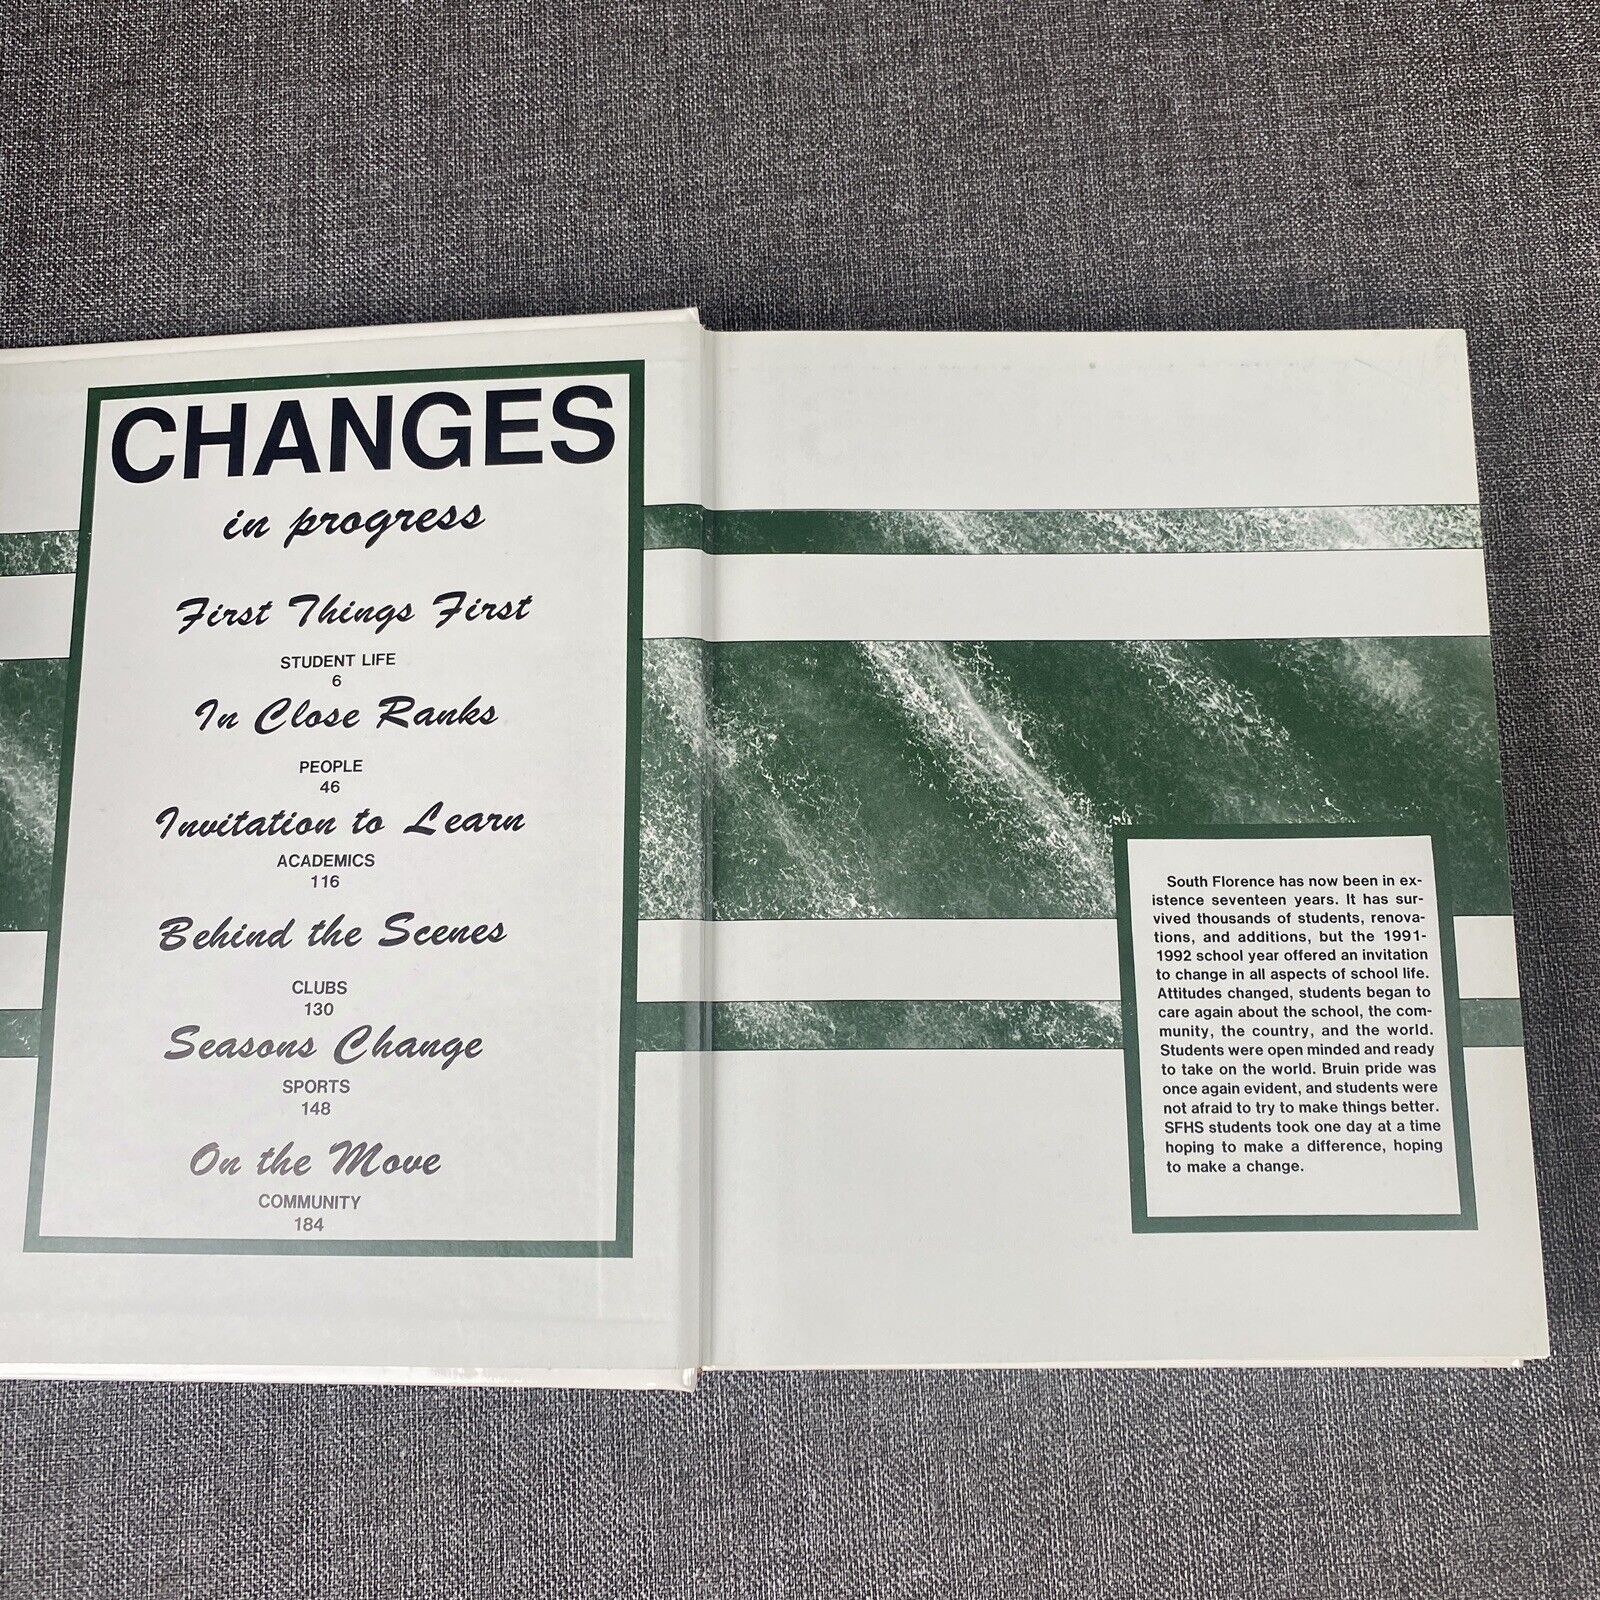 CHANGES
in progress
First Things First
STUDENT LIFE
6
In Close Ranks
PEOPLE
46
Invitation to Learn
ACADEMICS
116
Behind the Scenes
CLUBS
130
Seasons Change
SPORTS
148
On the Move
COMMUNITY
184
South Florence has now been in ex-
istence seventeen years. It has sur-
vived thousands of students, renova-
tions, and additions, but the 1991-
1992 school year offered an invitation
to change in all aspects of school life.
Attitudes changed, students began to
care again about the school, the com-
munity, the country, and the world.
Students were open minded and ready
to take on the world. Bruin pride was
once again evident, and students were
not afraid to try to make things better.
SFHS students took one day at a time
hoping to make a difference, hoping
to make a change.